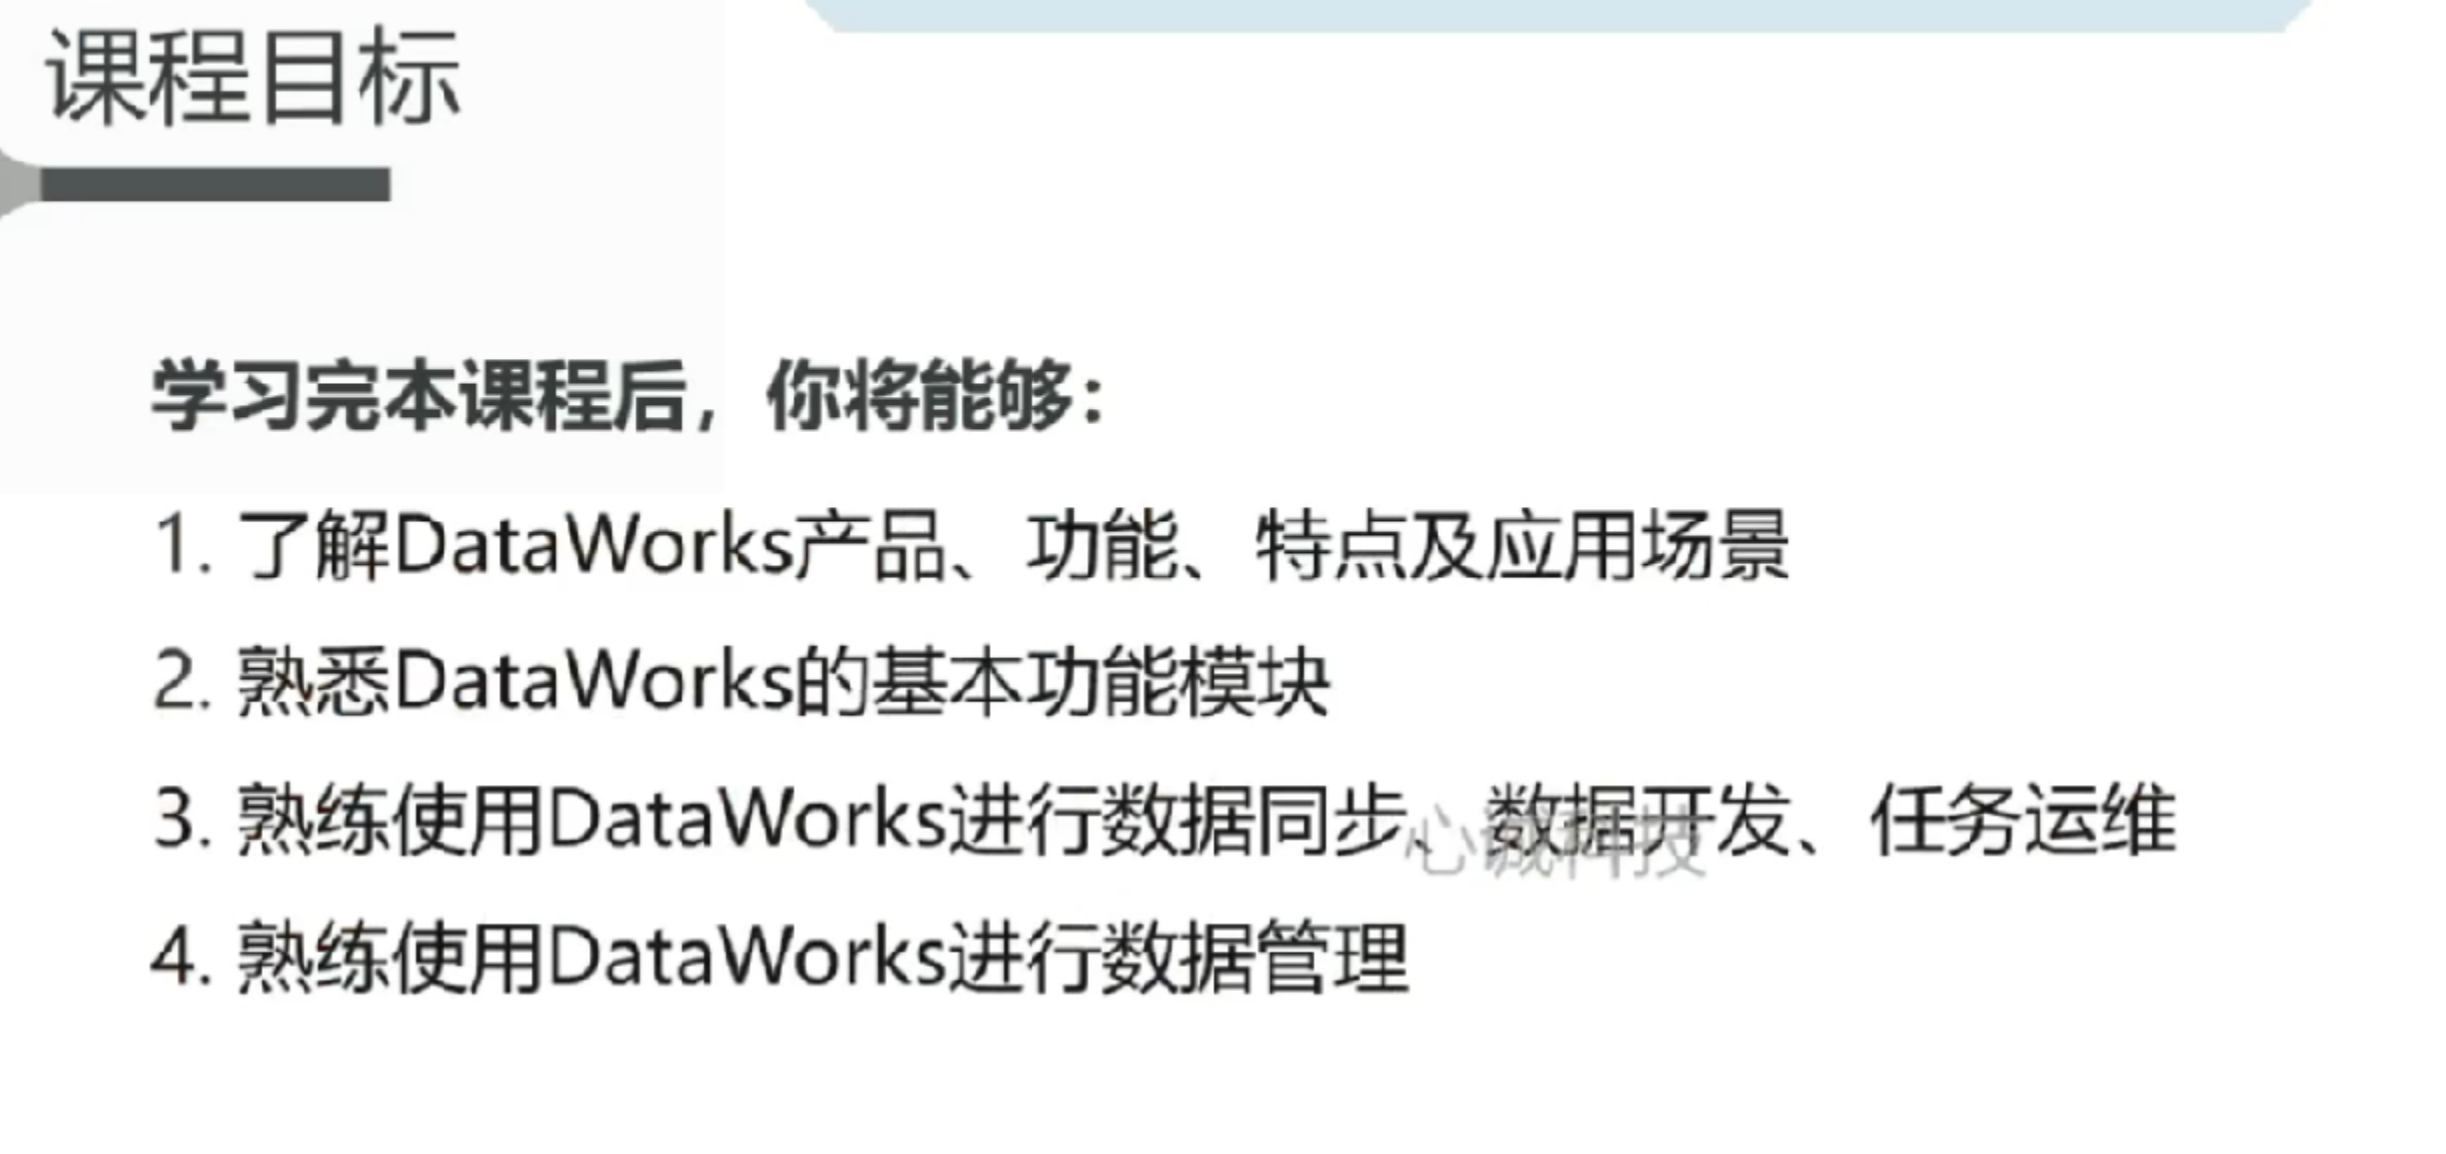 课程目标
学习完本课程后，你将能够：
1. 了解DataWorks产品、功能、特点及应用场景
2. 熟悉DataWorks的基本功能模块
3. 熟练使用DataWorks进行数据同步、数据开发、任务运维
心诚科技
4. 熟练使用DataWorks进行数据管理